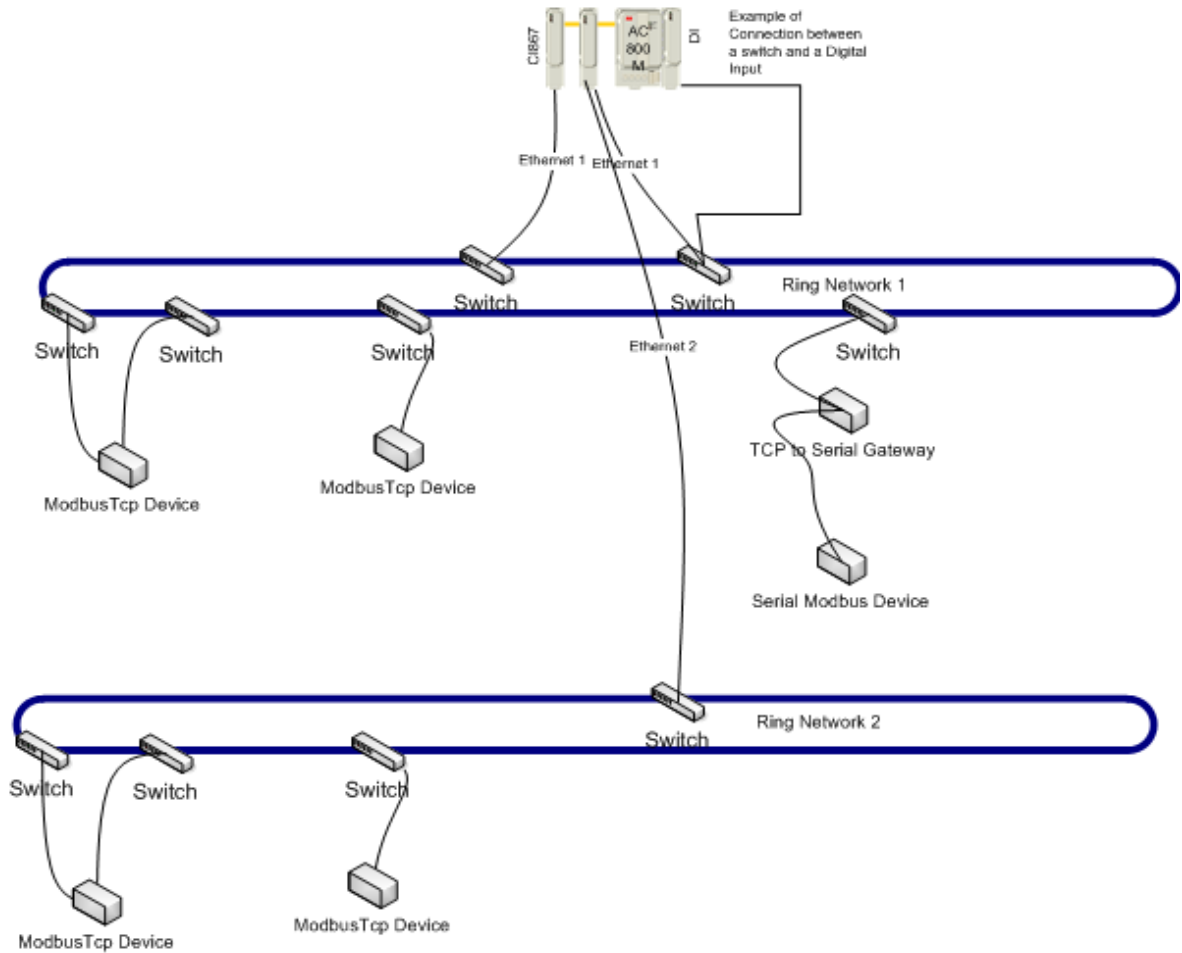 Example of
Connection between
a switch and a Digital
Input
CI867
AC
800
M
DI
Ethernet 1
Ethernet 1
Switch
Switch
Ring Network 1
Switch
Switch
Switch
Switch
Ethernet 2
TCP to Serial Gateway
ModbusTcp Device
ModbusTcp Device
Serial Modbus Device
Ring Network 2
Switch
Switch
Switch
Switch
ModbusTcp Device
ModbusTcp Device